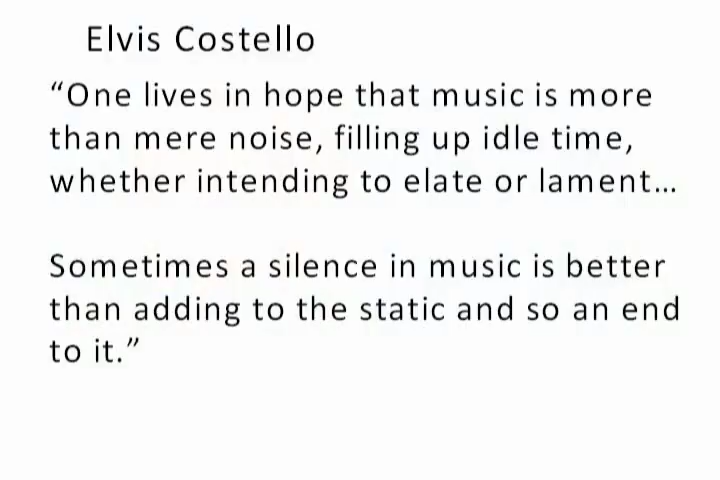 Elvis Costello
“One lives in hope that music is more
than mere noise, filling up idle time,
whether intending to elate or lament…
Sometimes a silence in music is better
than adding to the static and so an end
to it.”